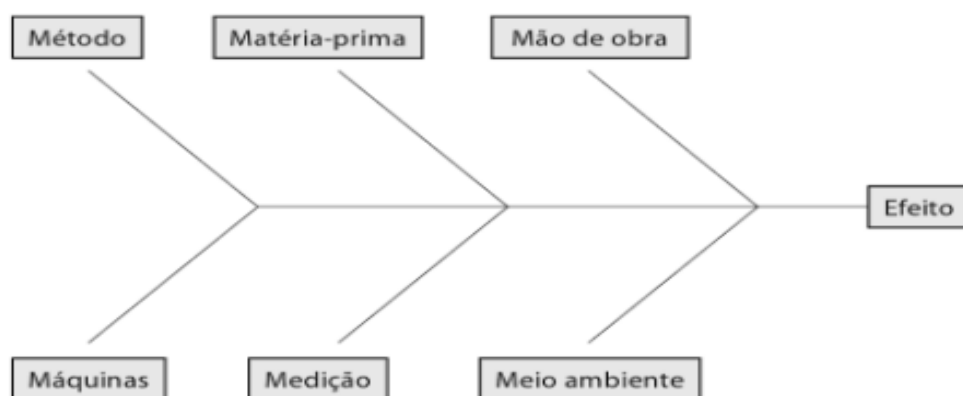 Método
Matéria-prima
Mão de obra
Efeito
Máquinas
Medição
Meio ambiente